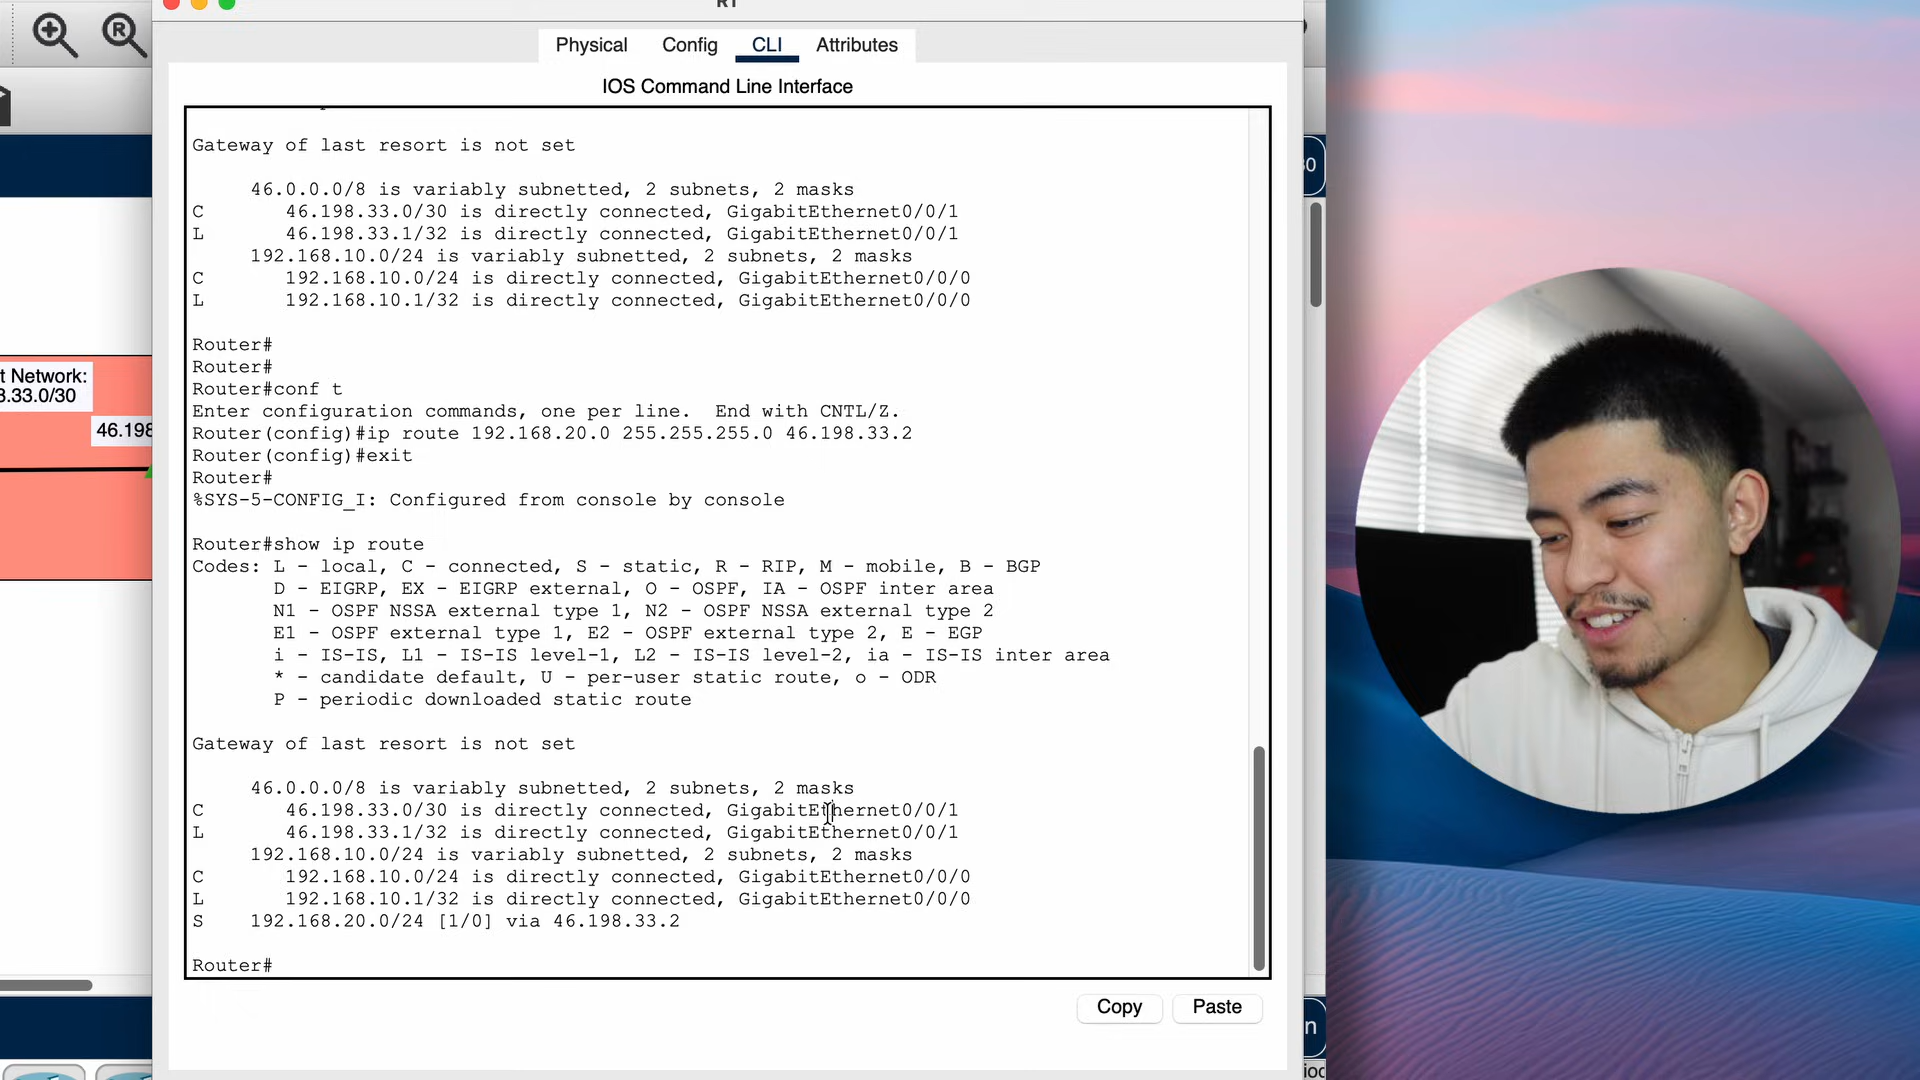 R1
Physical Config CLI Attributes
IOS Command Line Interface
Gateway of last resort is not set
46.0.0.0/8 is variably subnetted, 2 subnets, 2 masks
C 46.198.33.0/30 is directly connected, GigabitEthernet0/0/1
L 46.198.33.1/32 is directly connected, GigabitEthernet0/0/1
192.168.10.0/24 is variably subnetted, 2 subnets, 2 masks
C 192.168.10.0/24 is directly connected, GigabitEthernet0/0/0
L 192.168.10.1/32 is directly connected, GigabitEthernet0/0/0
Router#
Router#
Router#conf t
Enter configuration commands, one per line. End with CNTL/Z.
Router(config)#ip route 192.168.20.0 255.255.255.0 46.198.33.2
Router(config)#exit
Router#
%SYS-5-CONFIG_I: Configured from console by console
Router#show ip route
Codes: L - local, C - connected, S - static, R - RIP, M - mobile, B - BGP
D - EIGRP, EX - EIGRP external, O - OSPF, IA - OSPF inter area
N1 - OSPF NSSA external type 1, N2 - OSPF NSSA external type 2
E1 - OSPF external type 1, E2 - OSPF external type 2, E - EGP
i - IS-IS, L1 - IS-IS level-1, L2 - IS-IS level-2, ia - IS-IS inter area
* - candidate default, U - per-user static route, o - ODR
P - periodic downloaded static route
Gateway of last resort is not set
46.0.0.0/8 is variably subnetted, 2 subnets, 2 masks
C 46.198.33.0/30 is directly connected, GigabitEthernet0/0/1
L 46.198.33.1/32 is directly connected, GigabitEthernet0/0/1
192.168.10.0/24 is variably subnetted, 2 subnets, 2 masks
C 192.168.10.0/24 is directly connected, GigabitEthernet0/0/0
L 192.168.10.1/32 is directly connected, GigabitEthernet0/0/0
S 192.168.20.0/24 [1/0] via 46.198.33.2
Router#
Copy Paste
t Network:
3.33.0/30
46.198
R